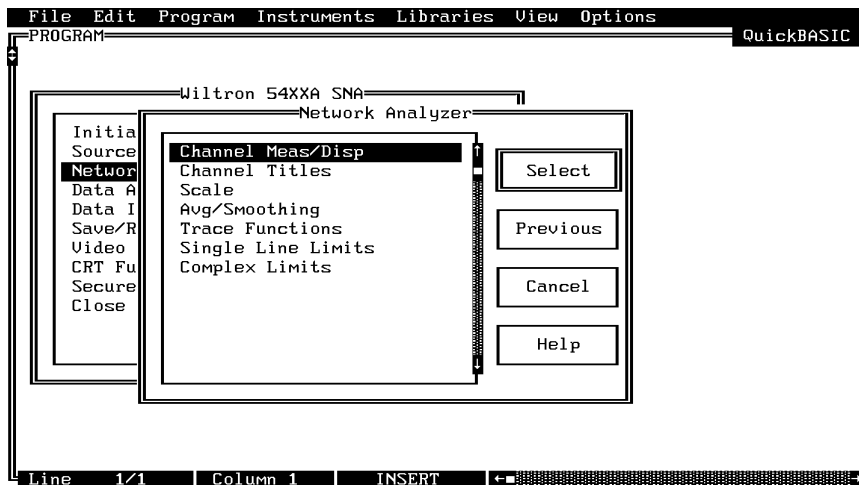 File Edit Program Instruments Libraries View Options
PROGRAM QuickBASIC
Wiltron 54XXA SNA
Network Analyzer
Initia
Source
Networ
Data A
Data I
Save/R
Video
CRT Fu
Secure
Close
Channel Meas/Disp
Channel Titles
Scale
Avg/Smoothing
Trace Functions
Single Line Limits
Complex Limits
Select
Previous
Cancel
Help
Line 1/1 Column 1 INSERT